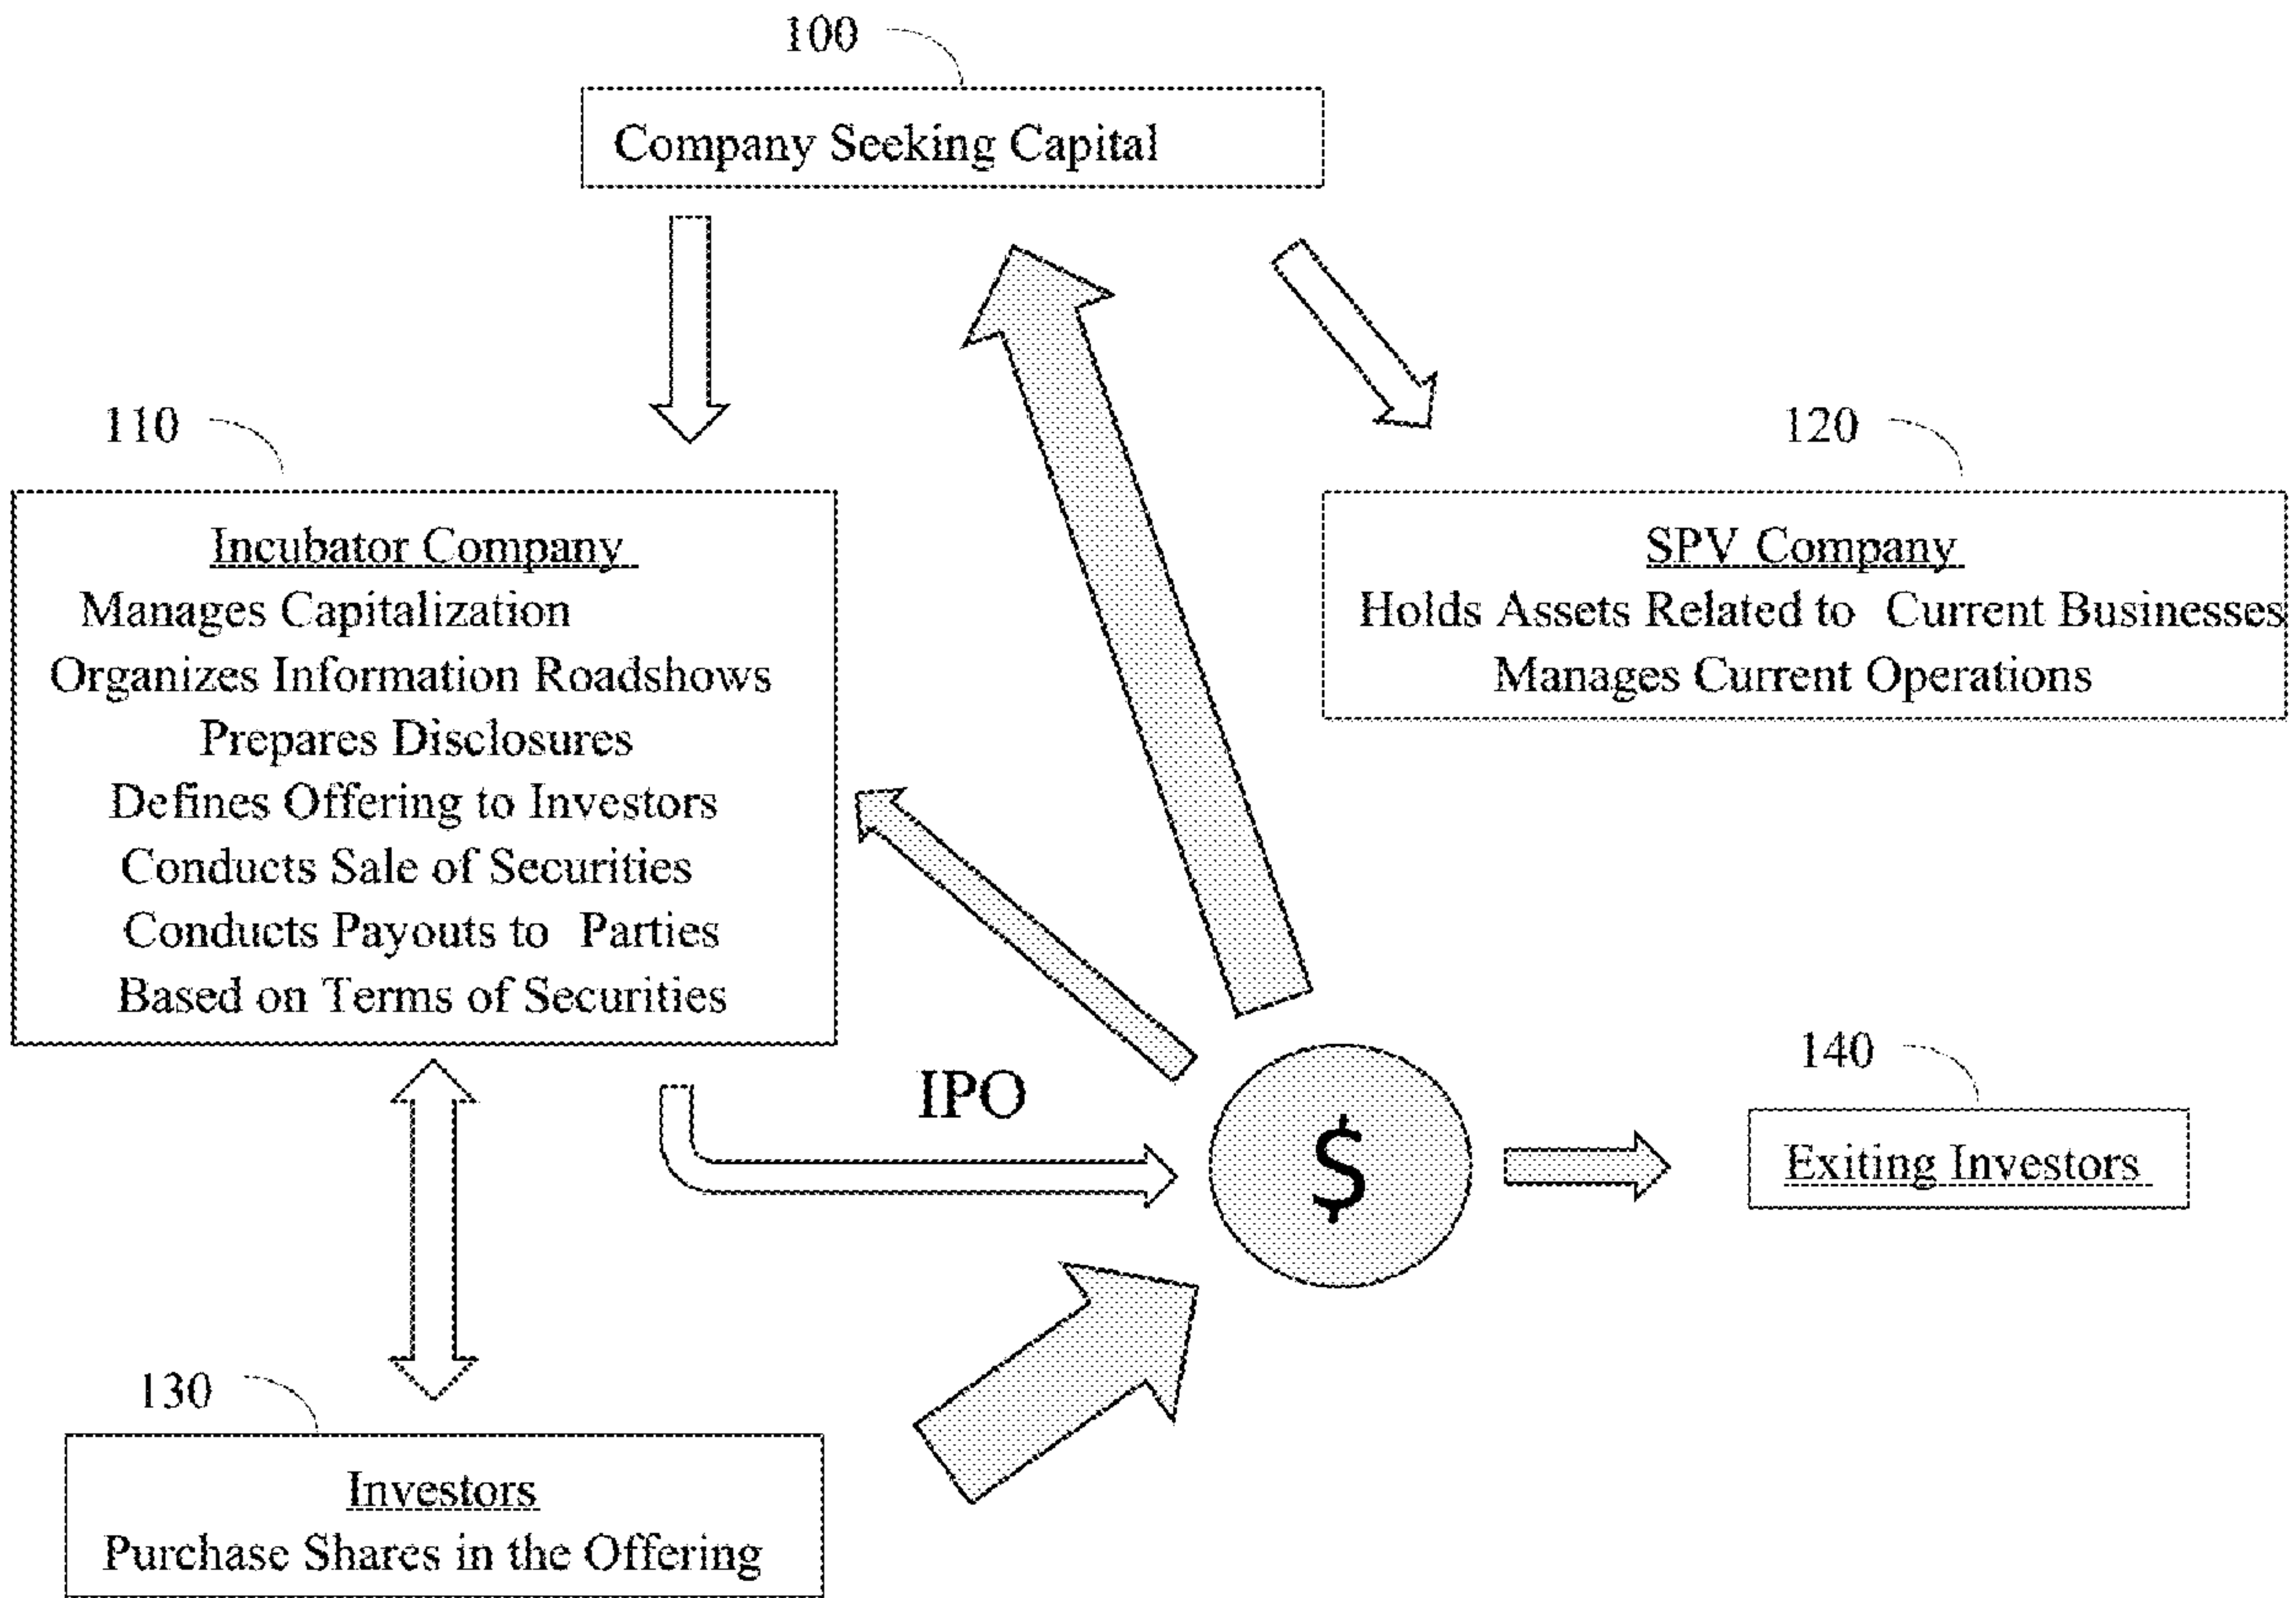 100
Company Seeking Capital
110
120
Incubator Company
Manages Capitalization
Organizes Information Roadshows
Prepares Disclosures
Defines Offering to Investors
Conducts Sale of Securities
Conducts Payouts to Parties
Based on Terms of Securities
SPV Company
Holds Assets Related to Current Businesses
Manages Current Operations
IPO
$
140
Exiting Investors
130
Investors
Purchase Shares in the Offering